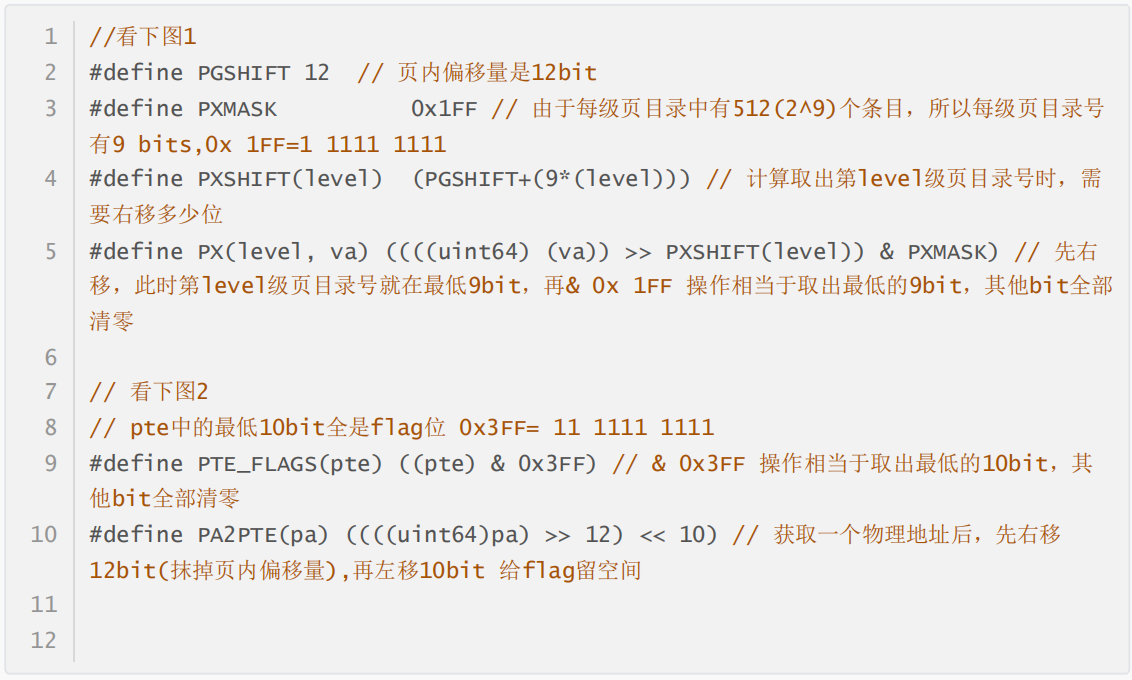 1 //看下图1
2 #define PGSHIFT 12  // 页内偏移量是12bit
3 #define PXMASK          0x1FF // 由于每级页目录中有512(2^9)个条目，所以每级页目录号
有9 bits,0x 1FF=1 1111 1111
4 #define PXSHIFT(level)  (PGSHIFT+(9*(level))) // 计算取出第level级页目录号时，需
要右移多少位
5 #define PX(level, va) ((((uint64) (va)) >> PXSHIFT(level)) & PXMASK) // 先右
移，此时第level级页目录号就在最低9bit，再& 0x 1FF 操作相当于取出最低的9bit，其他bit全部
清零
6
7 // 看下图2
8 // pte中的最低10bit全是flag位 0x3FF= 11 1111 1111
9 #define PTE_FLAGS(pte) ((pte) & 0x3FF) // & 0x3FF 操作相当于取出最低的10bit，其
他bit全部清零
10 #define PA2PTE(pa) ((((uint64)pa) >> 12) << 10) // 获取一个物理地址后，先右移
12bit(抹掉页内偏移量),再左移10bit 给flag留空间
11
12